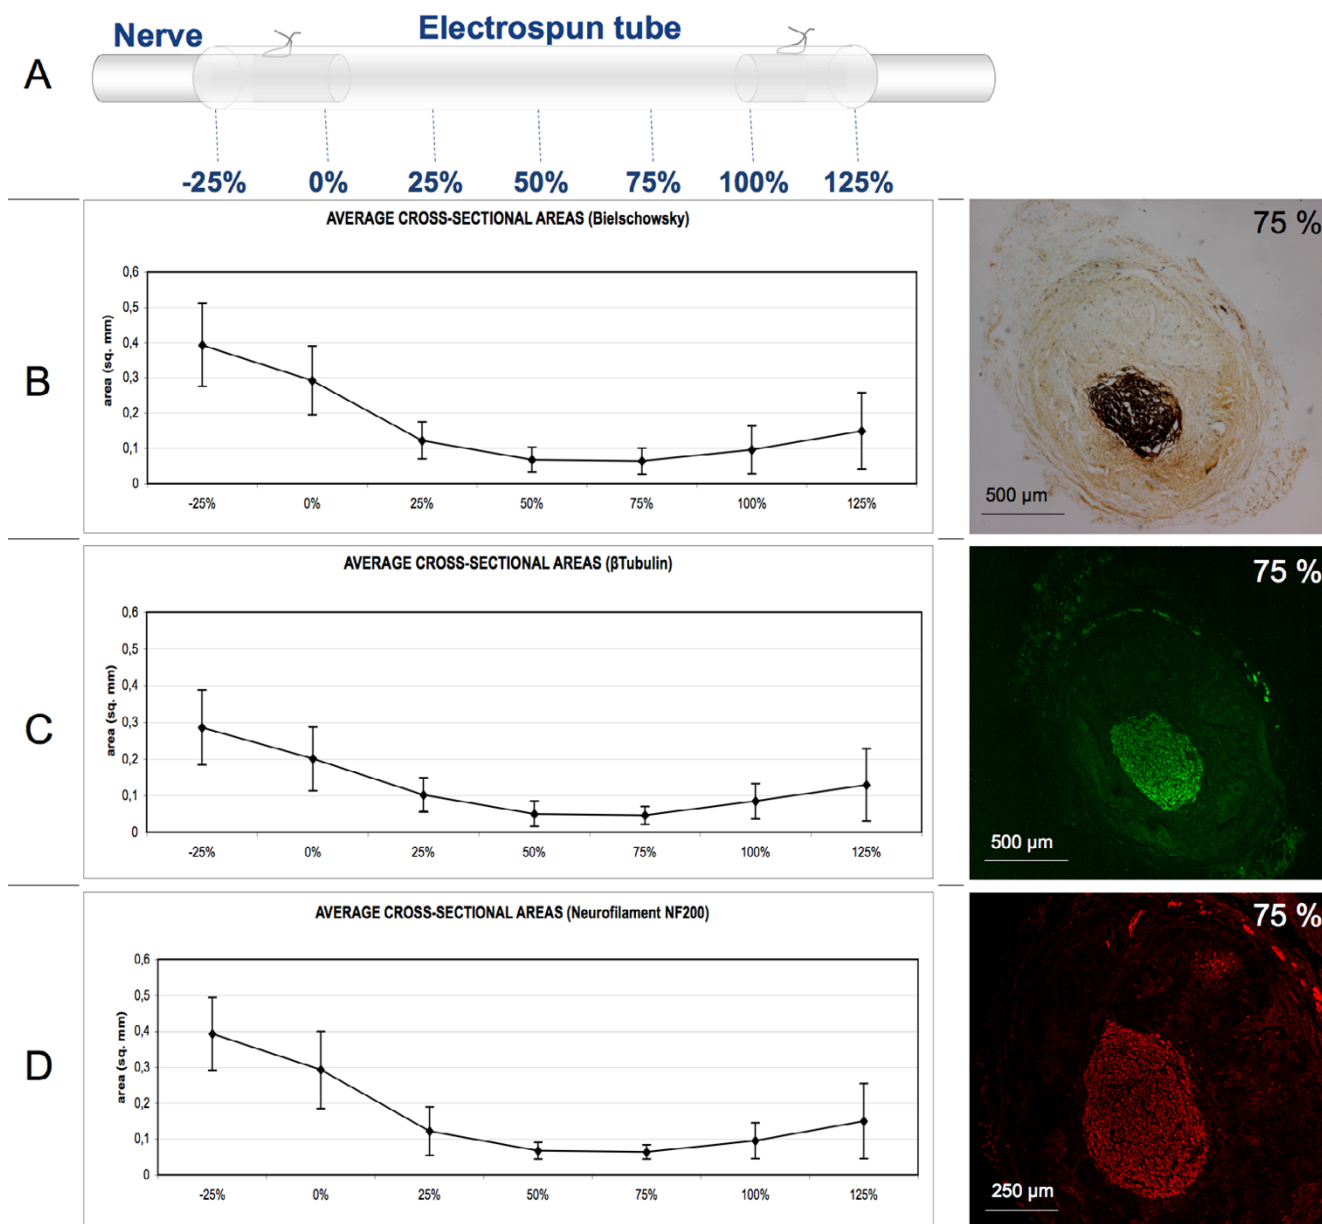 A
Nerve
Electrospun tube
-25% 0% 25% 50% 75% 100% 125%
B
AVERAGE CROSS-SECTIONAL AREAS (Bielschowsky)
area (sq. mm)
0,6
0,5
0,4
0,3
0,2
0,1
0
-25% 0% 25% 50% 75% 100% 125%
75 %
500 µm
C
AVERAGE CROSS-SECTIONAL AREAS (βTubulin)
area (sq. mm)
0,6
0,5
0,4
0,3
0,2
0,1
0
-25% 0% 25% 50% 75% 100% 125%
75 %
500 µm
D
AVERAGE CROSS-SECTIONAL AREAS (Neurofilament NF200)
area (sq. mm)
0,6
0,5
0,4
0,3
0,2
0,1
0
-25% 0% 25% 50% 75% 100% 125%
75 %
250 µm